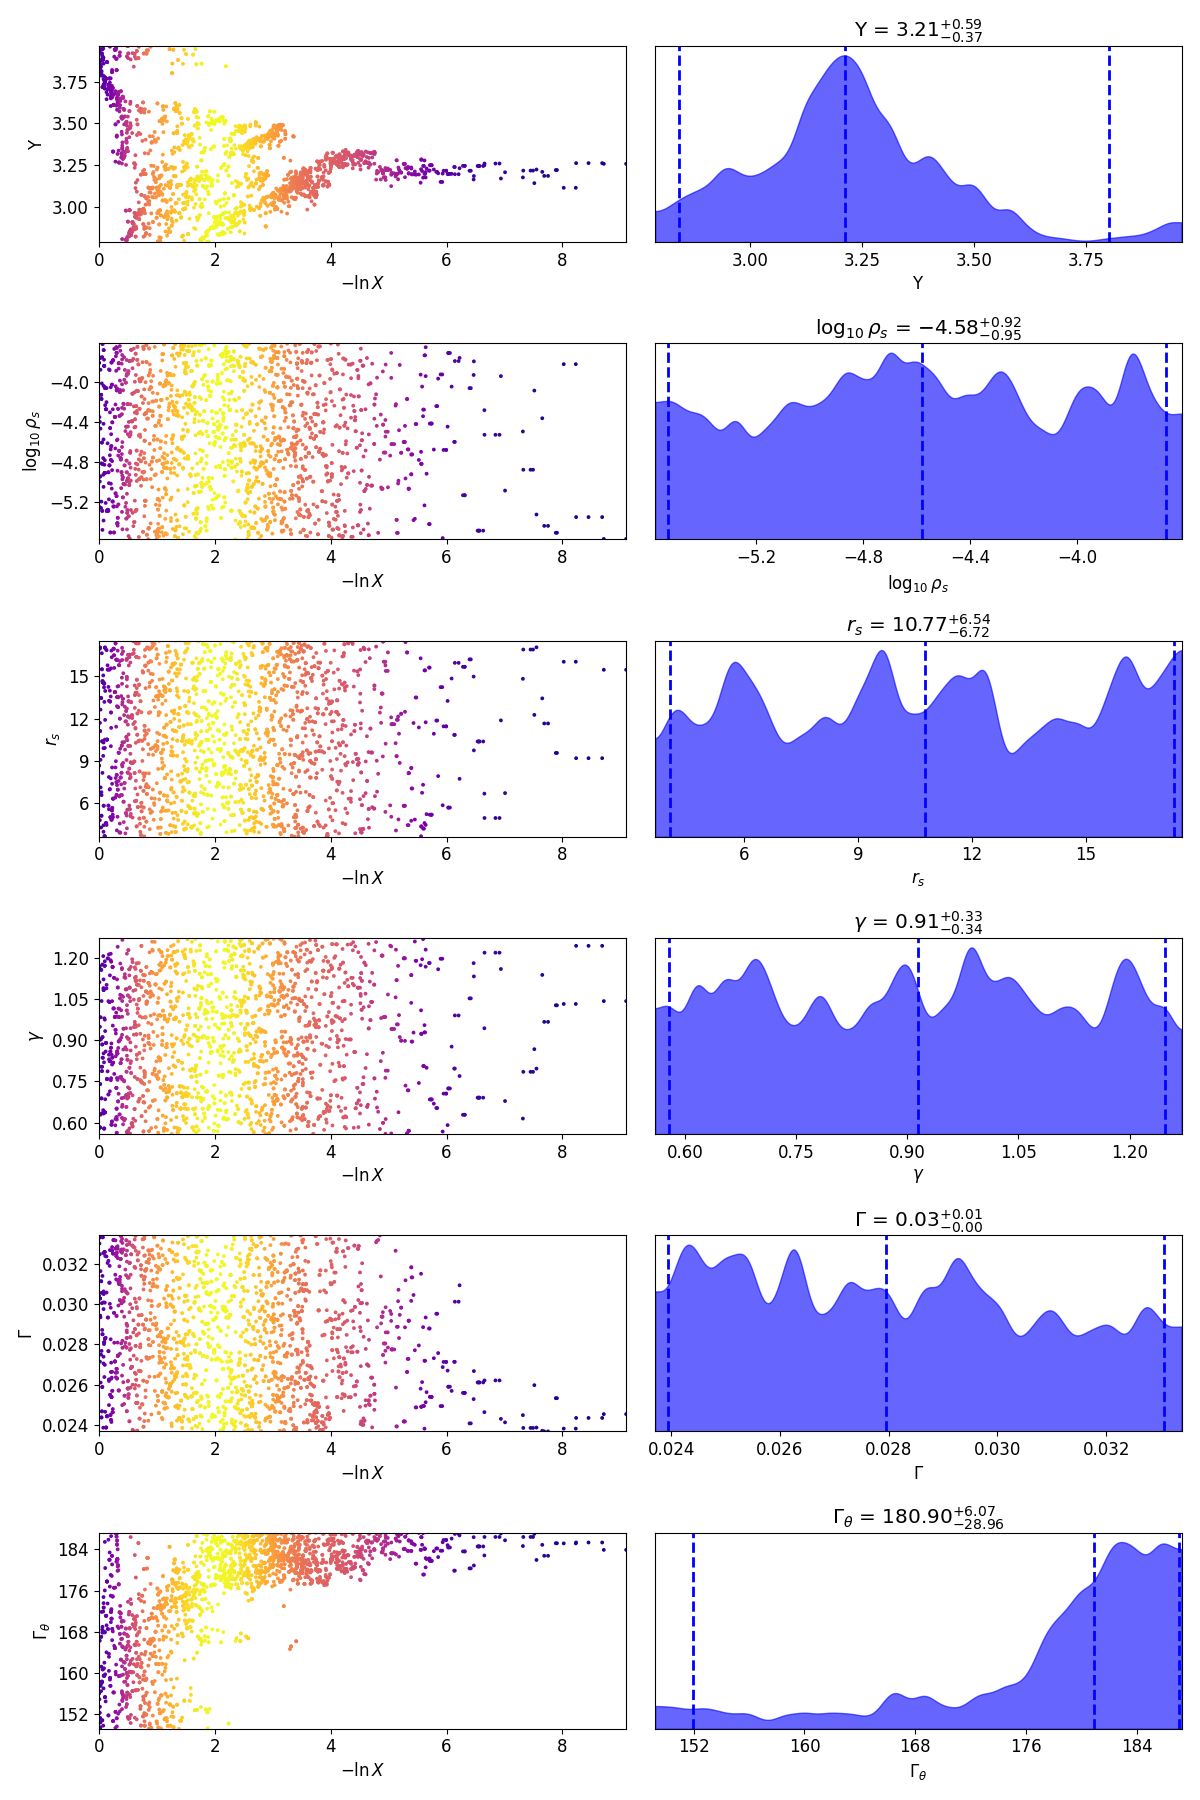 Y = 3.21+0.59−0.37
3.75
3.50
3.25
3.00
Y
0 2 4 6 8
−ln X
3.00 3.25 3.50 3.75
Y
log10 ρs = −4.58+0.92−0.95
−4.0
−4.4
−4.8
−5.2
log10 ρs
0 2 4 6 8
−ln X
−5.2 −4.8 −4.4 −4.0
log10 ρs
rs = 10.77+6.54−6.72
15
12
9
6
rs
0 2 4 6 8
−ln X
6 9 12 15
rs
γ = 0.91+0.33−0.34
1.20
1.05
0.90
0.75
0.60
γ
0 2 4 6 8
−ln X
0.60 0.75 0.90 1.05 1.20
γ
Γ = 0.03+0.01−0.00
0.032
0.030
0.028
0.026
0.024
Γ
0 2 4 6 8
−ln X
0.024 0.026 0.028 0.030 0.032
Γ
Γθ = 180.90+6.07−28.96
184
176
168
160
152
Γθ
0 2 4 6 8
−ln X
152 160 168 176 184
Γθ